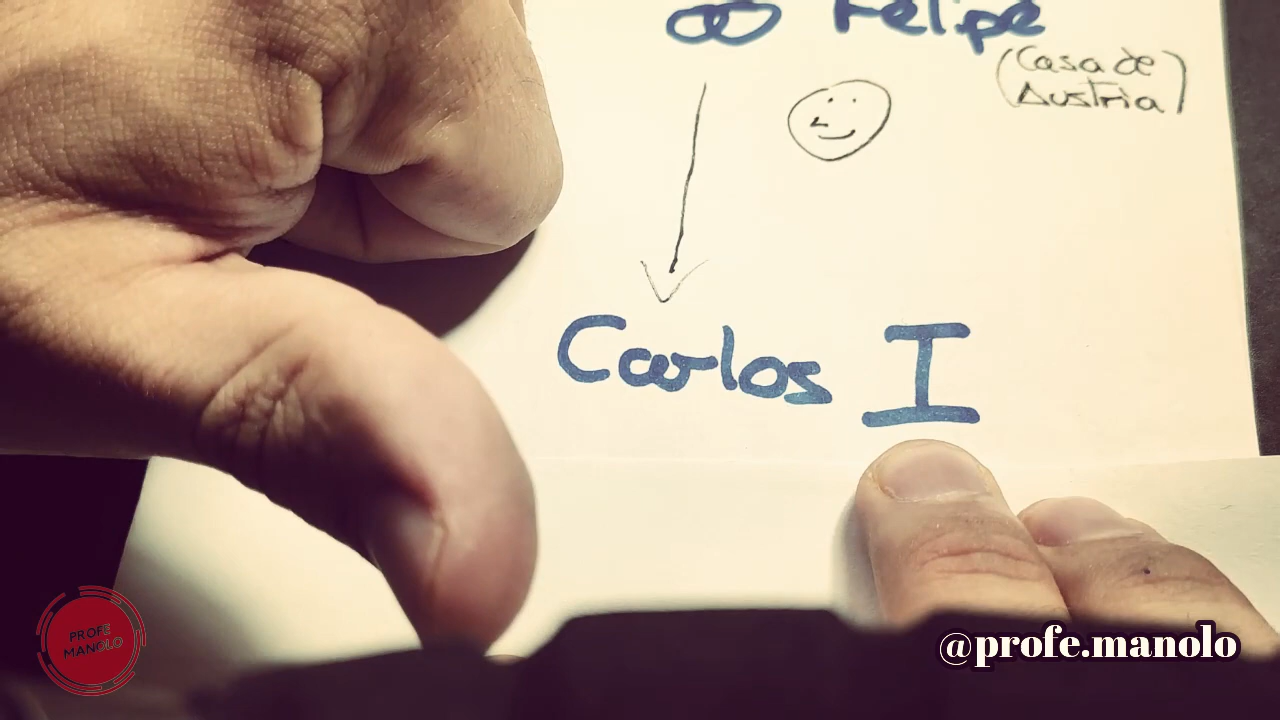 Felipe
(Casa de
Austria)
Carlos I
PROFE
MANOLO
@profe.manolo